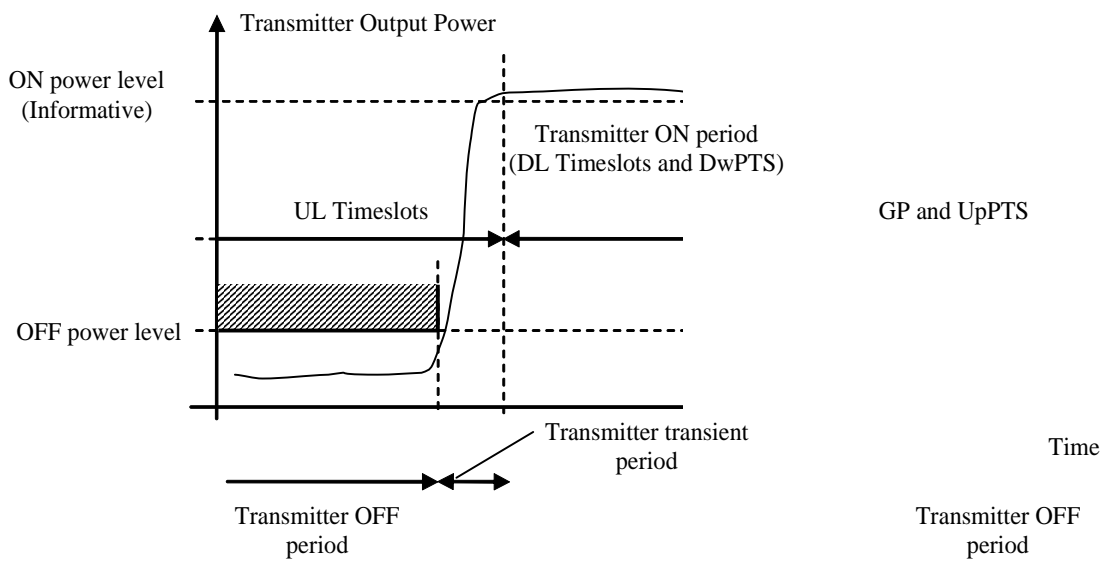 Transmitter Output Power
ON power level
(Informative)
Transmitter ON period
(DL Timeslots and DwPTS)
UL Timeslots
GP and UpPTS
OFF power level
Transmitter transient
period
Time
Transmitter OFF
period
Transmitter OFF
period